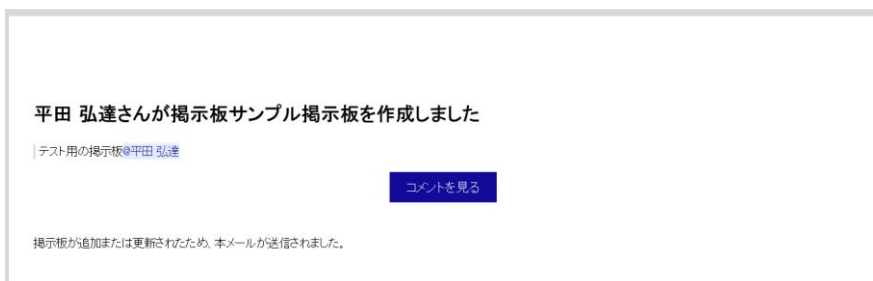 平田 弘達さんが掲示板サンプル掲示板を作成しました
テスト用の掲示板@平田 弘達
コメントを見る
掲示板が追加または更新されたため、本メールが送信されました。